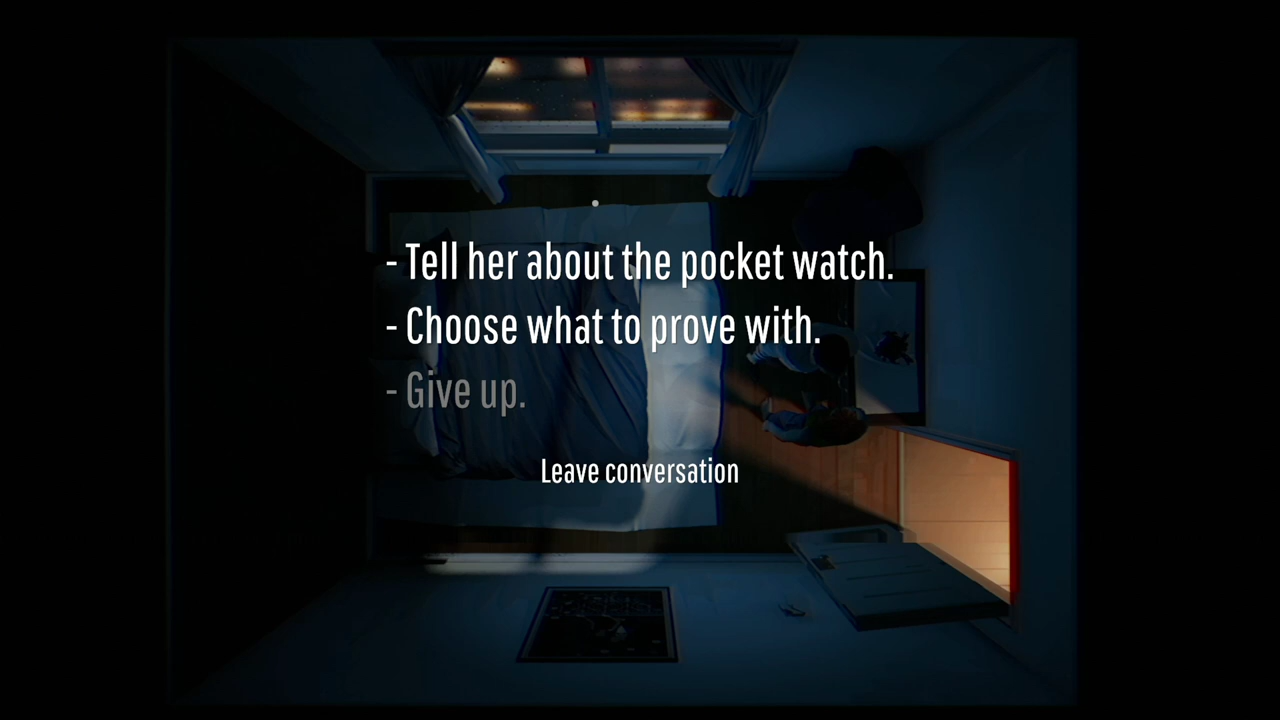 - Tell her about the pocket watch.
- Choose what to prove with.
- Give up.
Leave conversation